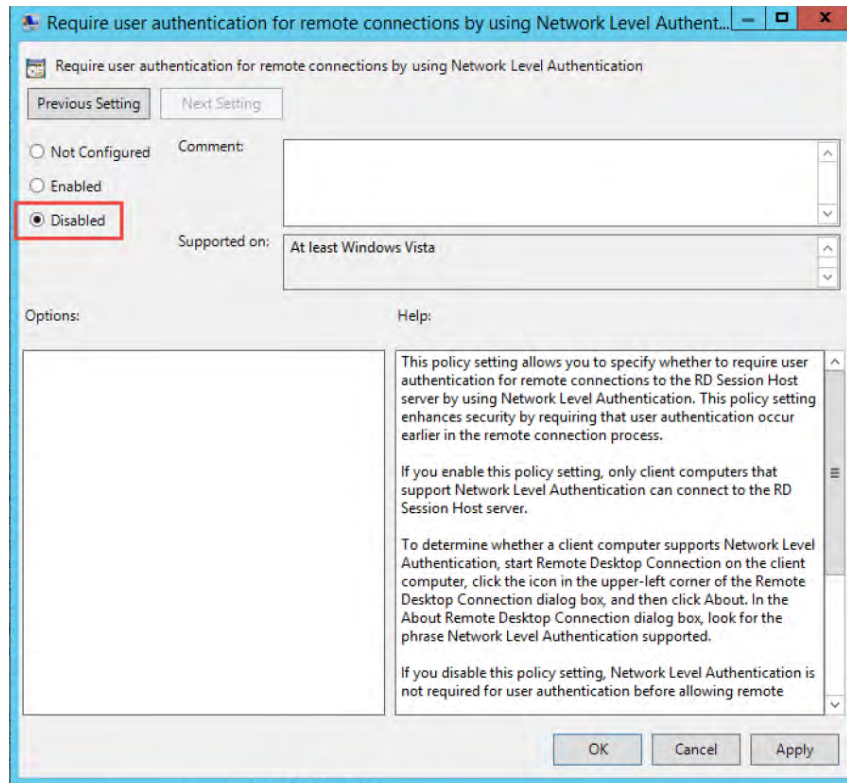 Require user authentication for remote connections by using Network Level Authent...
Require user authentication for remote connections by using Network Level Authentication
Previous Setting
Next Setting
Not Configured
Comment:
Enabled
Disabled
Supported on:
At least Windows Vista
Options:
Help:
This policy setting allows you to specify whether to require user
authentication for remote connections to the RD Session Host
server by using Network Level Authentication. This policy setting
enhances security by requiring that user authentication occur
earlier in the remote connection process.
If you enable this policy setting, only client computers that
support Network Level Authentication can connect to the RD
Session Host server.
To determine whether a client computer supports Network Level
Authentication, start Remote Desktop Connection on the client
computer, click the icon in the upper-left corner of the Remote
Desktop Connection dialog box, and then click About. In the
About Remote Desktop Connection dialog box, look for the
phrase Network Level Authentication supported.
If you disable this policy setting, Network Level Authentication is
not required for user authentication before allowing remote
OK
Cancel
Apply